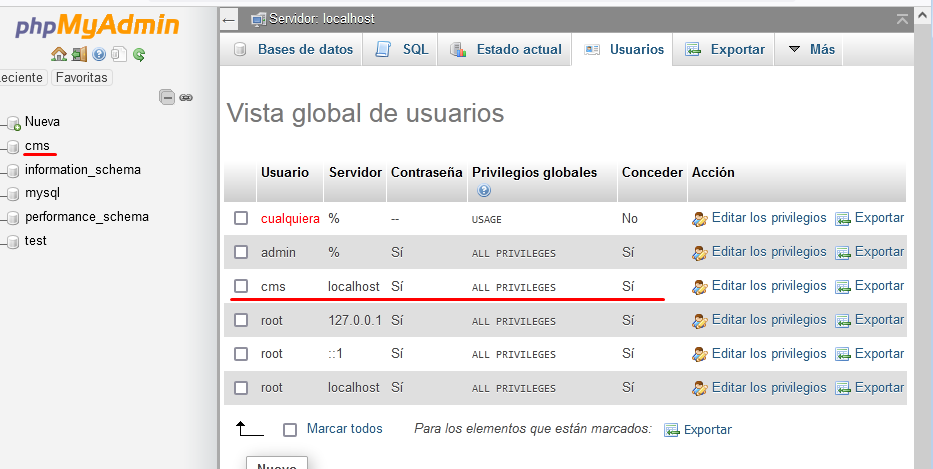 phpMyAdmin
eciente Favoritas
Nueva
cms
information_schema
mysql
performance_schema
test
Servidor: localhost
Bases de datos SQL Estado actual Usuarios Exportar Más
Vista global de usuarios
Usuario Servidor Contraseña Privilegios globales Conceder Acción
cualquiera % -- USAGE No Editar los privilegios Exportar
admin % Sí ALL PRIVILEGES Sí Editar los privilegios Exportar
cms localhost Sí ALL PRIVILEGES Sí Editar los privilegios Exportar
root 127.0.0.1 Sí ALL PRIVILEGES Sí Editar los privilegios Exportar
root ::1 Sí ALL PRIVILEGES Sí Editar los privilegios Exportar
root localhost Sí ALL PRIVILEGES Sí Editar los privilegios Exportar
Marcar todos Para los elementos que están marcados: Exportar
Nuevo